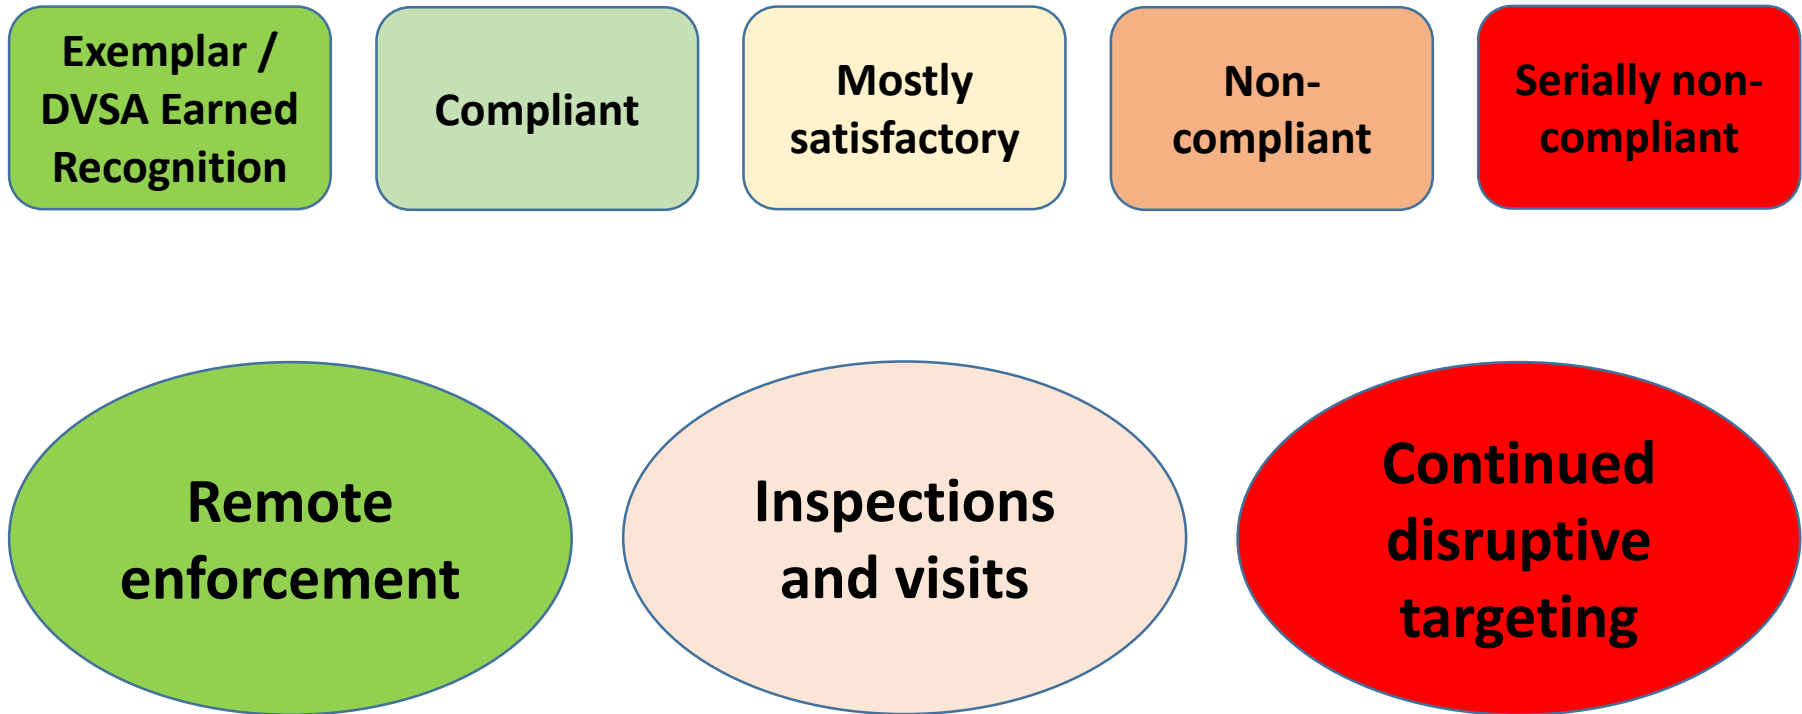 Exemplar /
DVSA Earned
Recognition
Compliant
Mostly
satisfactory
Non-
compliant
Serially non-
compliant
Remote
enforcement
Inspections
and visits
Continued
disruptive
targeting